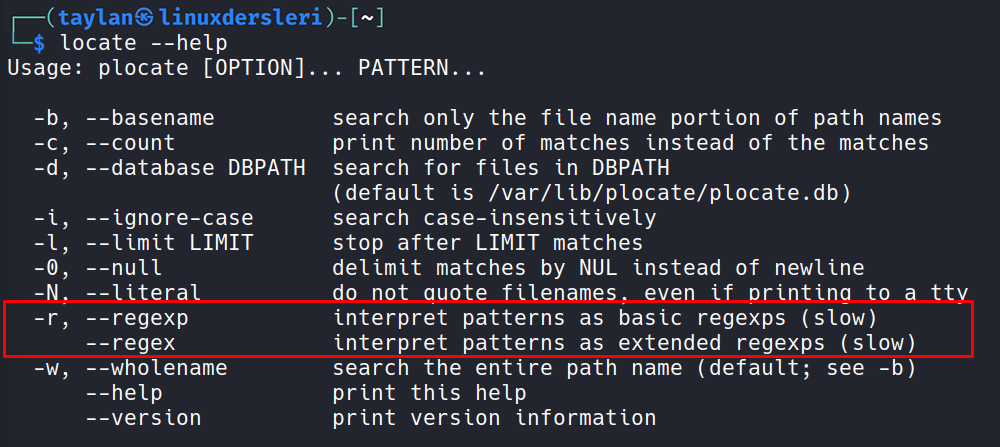 ┌──(taylan㉿linuxdersleri)-[~]
└─$ locate --help
Usage: plocate [OPTION]... PATTERN...

  -b, --basename         search only the file name portion of path names
  -c, --count            print number of matches instead of the matches
  -d, --database DBPATH  search for files in DBPATH
                         (default is /var/lib/plocate/plocate.db)
  -i, --ignore-case      search case-insensitively
  -l, --limit LIMIT      stop after LIMIT matches
  -0, --null             delimit matches by NUL instead of newline
  -N, --literal          do not quote filenames, even if printing to a tty
  -r, --regexp           interpret patterns as basic regexps (slow)
      --regex            interpret patterns as extended regexps (slow)
  -w, --wholename        search the entire path name (default; see -b)
      --help             print this help
      --version          print version information